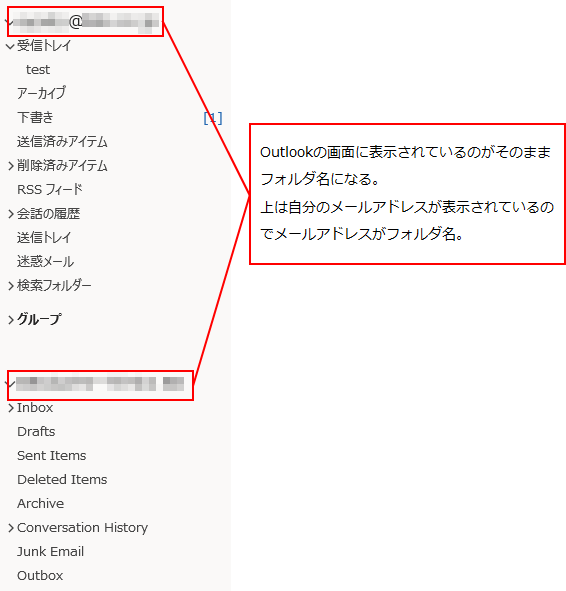 @
受信トレイ
test
アーカイブ
下書き [1]
送信済みアイテム
削除済みアイテム
RSS フィード
会話の履歴
送信トレイ
迷惑メール
検索フォルダー
グループ
Inbox
Drafts
Sent Items
Deleted Items
Archive
Conversation History
Junk Email
Outbox
Outlookの画面に表示されているのがそのまま
フォルダ名になる。
上は自分のメールアドレスが表示されているの
でメールアドレスがフォルダ名。